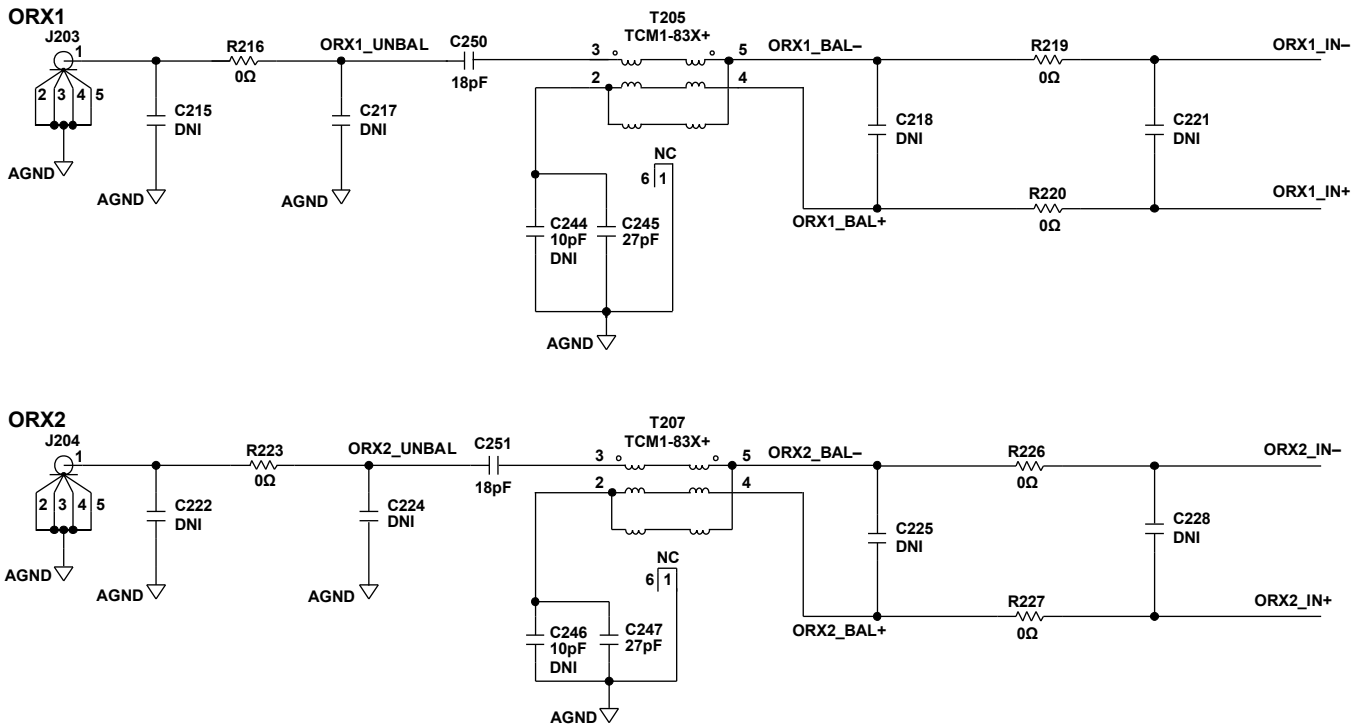 ORX1
J203
1
2 3 4 5
AGND
C215
DNI
AGND
R216
0Ω
ORX1_UNBAL
C217
DNI
AGND
C250
18pF
T205
TCM1-83X+
3
2
5
4
NC
6 1
C244
10pF
DNI
C245
27pF
AGND
ORX1_BAL–
C218
DNI
ORX1_BAL+
R219
0Ω
R220
0Ω
C221
DNI
ORX1_IN–
ORX1_IN+
ORX2
J204
1
2 3 4 5
AGND
C222
DNI
AGND
R223
0Ω
ORX2_UNBAL
C224
DNI
AGND
C251
18pF
T207
TCM1-83X+
3
2
5
4
NC
6 1
C246
10pF
DNI
C247
27pF
AGND
ORX2_BAL–
C225
DNI
ORX2_BAL+
R226
0Ω
R227
0Ω
C228
DNI
ORX2_IN–
ORX2_IN+